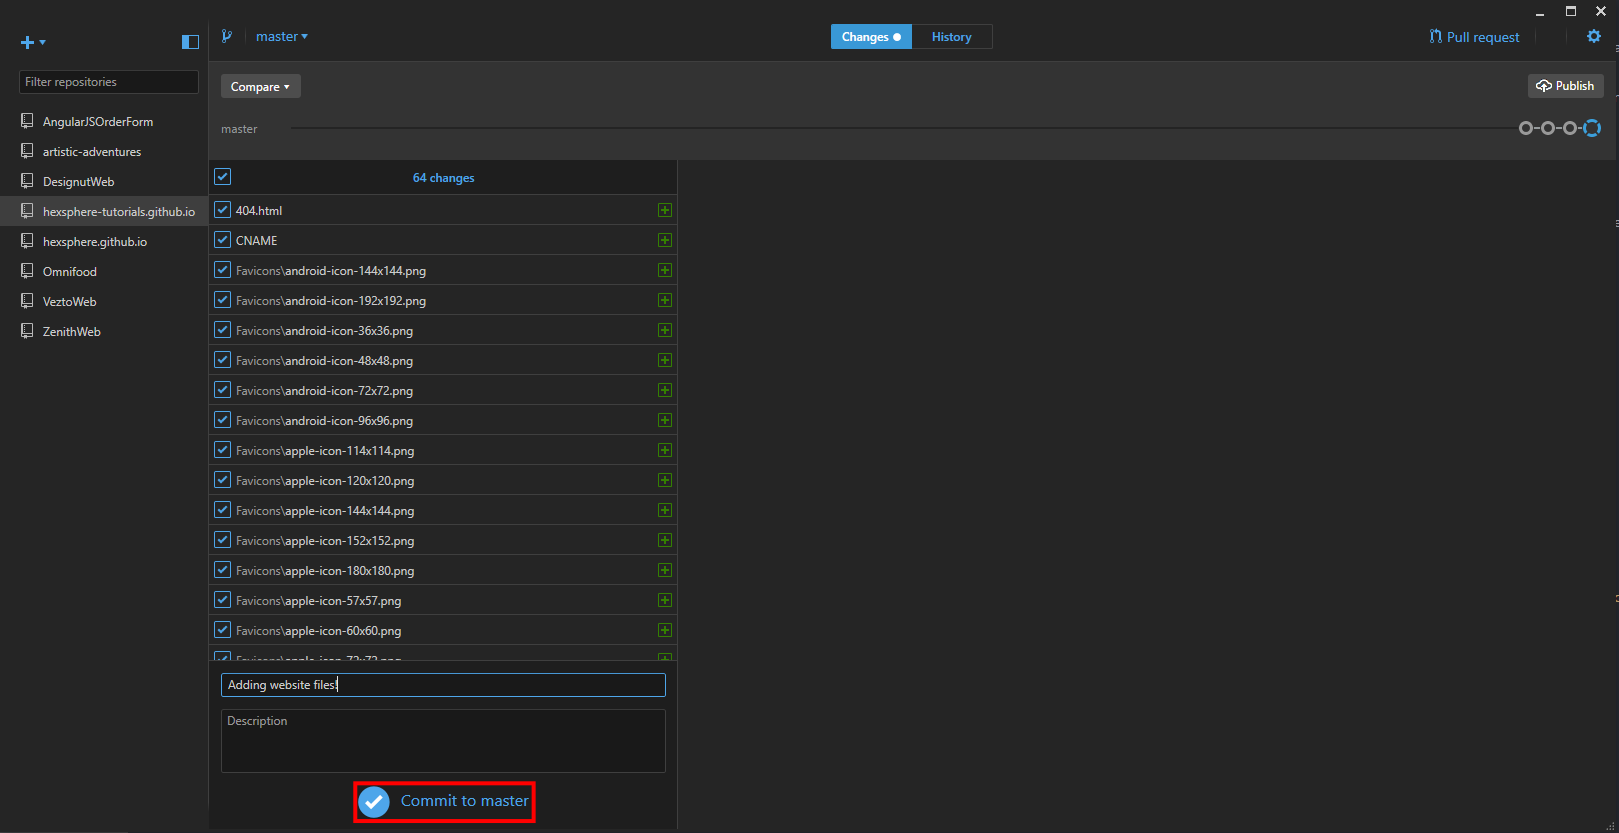 master
Changes
History
Pull request
Filter repositories
Compare
Publish
master
AngularJSOrderForm
artistic-adventures
DesignutWeb
hexsphere-tutorials.github.io
hexsphere.github.io
Omnifood
VeztoWeb
ZenithWeb
64 changes
404.html
CNAME
Favicons\android-icon-144x144.png
Favicons\android-icon-192x192.png
Favicons\android-icon-36x36.png
Favicons\android-icon-48x48.png
Favicons\android-icon-72x72.png
Favicons\android-icon-96x96.png
Favicons\apple-icon-114x114.png
Favicons\apple-icon-120x120.png
Favicons\apple-icon-144x144.png
Favicons\apple-icon-152x152.png
Favicons\apple-icon-180x180.png
Favicons\apple-icon-57x57.png
Favicons\apple-icon-60x60.png
Favicons\apple-icon-72x72.png
Adding website files!
Description
Commit to master